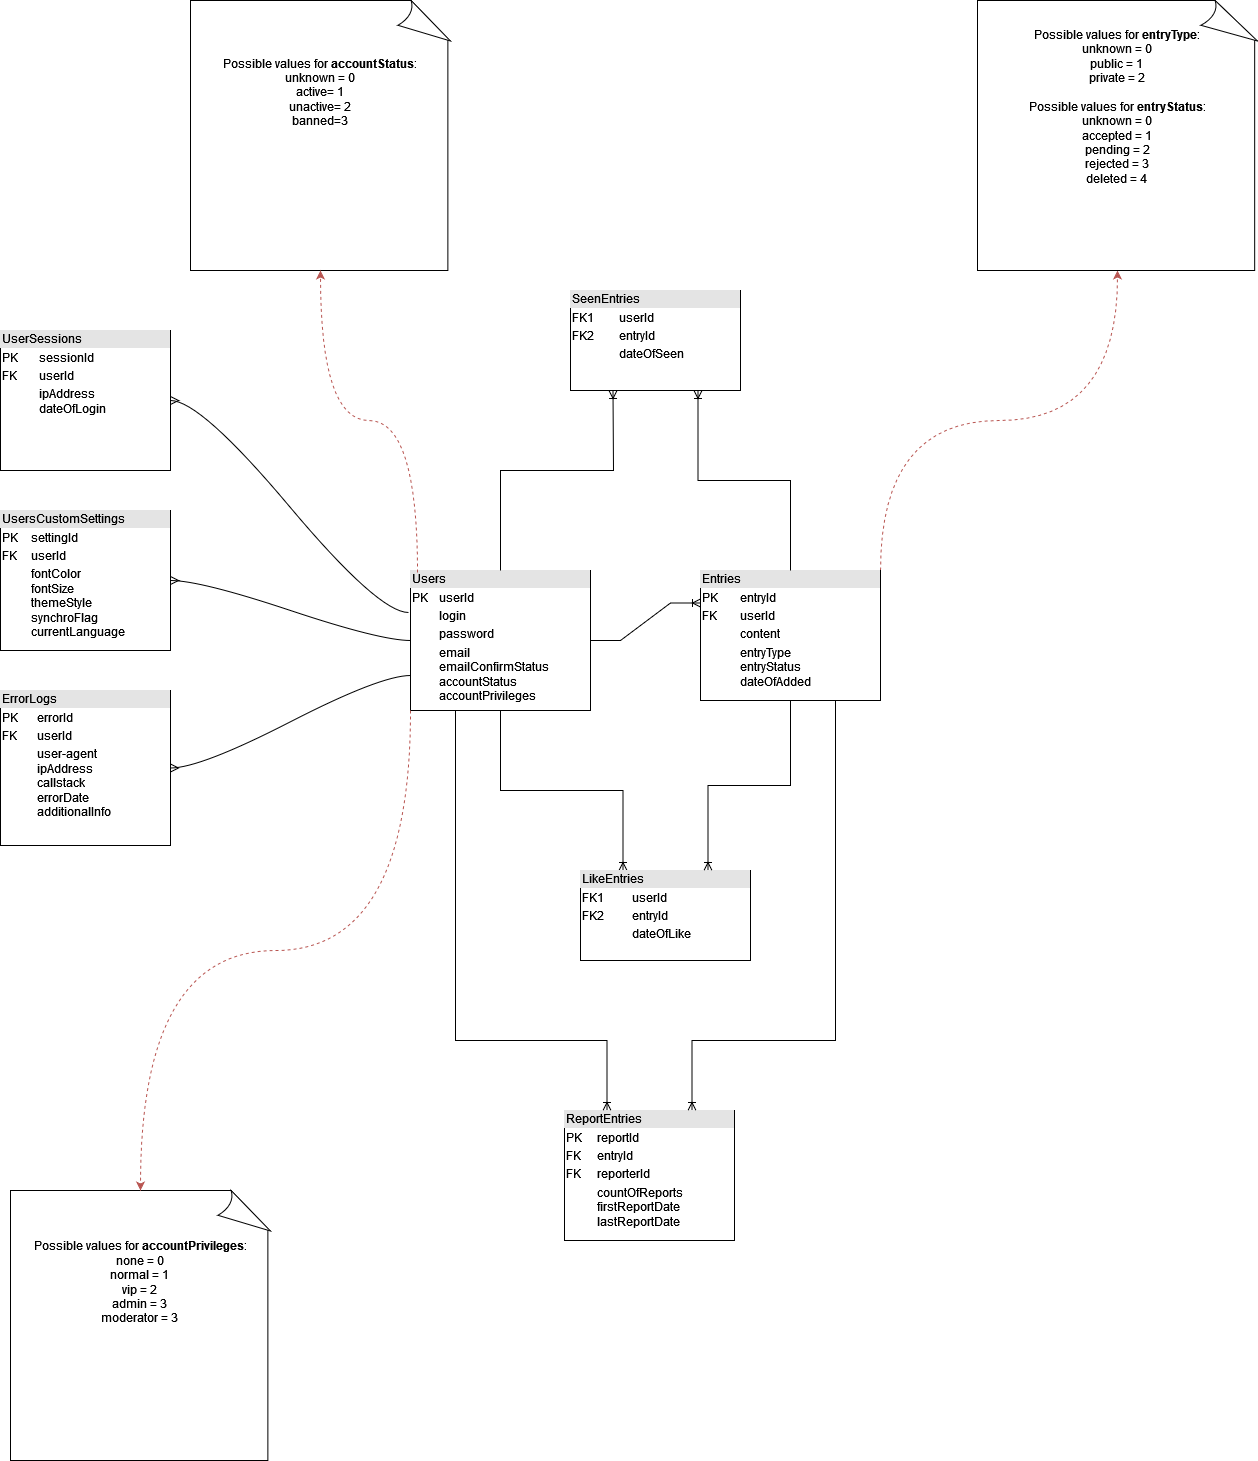 Possible values for accountStatus:
unknown = 0
active= 1
unactive= 2
banned=3
Possible values for entryType:
unknown = 0
public = 1
private = 2
Possible values for entryStatus:
unknown = 0
accepted = 1
pending = 2
rejected = 3
deleted = 4
SeenEntries
FK1 userId
FK2 entryId
dateOfSeen
UserSessions
PK sessionId
FK userId
ipAddress
dateOfLogin
UsersCustomSettings
PK settingId
FK userId
fontColor
fontSize
themeStyle
synchroFlag
currentLanguage
Users
PK userId
login
password
email
emailConfirmStatus
accountStatus
accountPrivileges
Entries
PK entryId
FK userId
content
entryType
entryStatus
dateOfAdded
ErrorLogs
PK errorId
FK userId
user-agent
ipAddress
callstack
errorDate
additionalInfo
LikeEntries
FK1 userId
FK2 entryId
dateOfLike
ReportEntries
PK reportId
FK entryId
FK reporterId
countOfReports
firstReportDate
lastReportDate
Possible values for accountPrivileges:
none = 0
normal = 1
vip = 2
admin = 3
moderator = 3